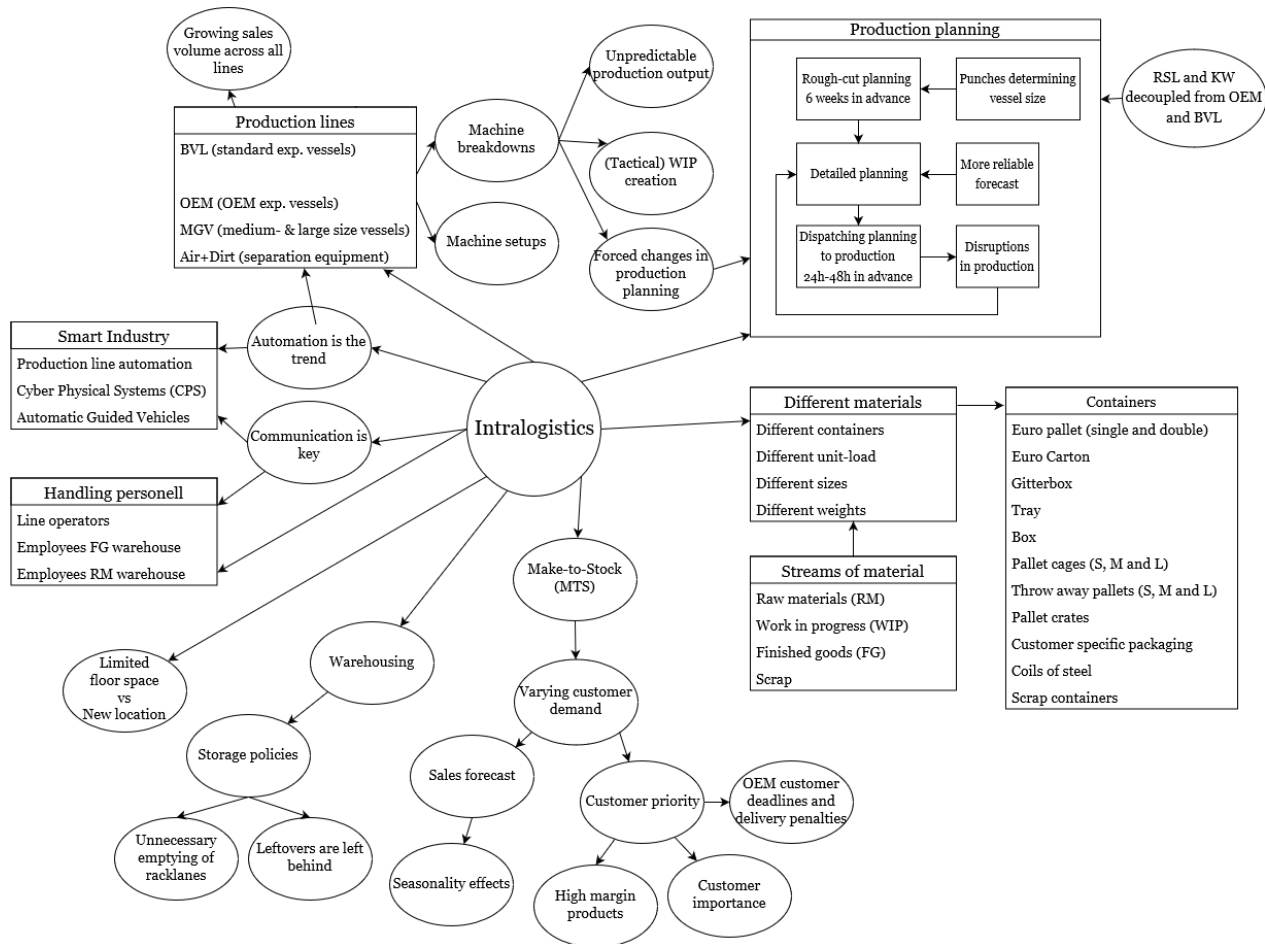 Growing sales
volume across all
lines
Production lines
BVL (standard exp. vessels)
OEM (OEM exp. vessels)
MGV (medium- & large size vessels)
Air+Dirt (separation equipment)
Machine
breakdowns
Machine setups
Unpredictable
production output
(Tactical) WIP
creation
Forced changes in
production
planning
Production planning
Rough-cut planning
6 weeks in advance
Punches determining
vessel size
Detailed planning
More reliable
forecast
Dispatching planning
to production
24h-48h in advance
Disruptions
in production
RSL and KW
decoupled from OEM
and BVL
Smart Industry
Production line automation
Cyber Physical Systems (CPS)
Automatic Guided Vehicles
Automation is the
trend
Communication is
key
Handling personell
Line operators
Employees FG warehouse
Employees RM warehouse
Intralogistics
Different materials
Different containers
Different unit-load
Different sizes
Different weights
Streams of material
Raw materials (RM)
Work in progress (WIP)
Finished goods (FG)
Scrap
Containers
Euro pallet (single and double)
Euro Carton
Gitterbox
Tray
Box
Pallet cages (S, M and L)
Throw away pallets (S, M and L)
Pallet crates
Customer specific packaging
Coils of steel
Scrap containers
Limited
floor space
vs
New location
Warehousing
Storage policies
Unnecessary
emptying of
racklanes
Leftovers are left
behind
Make-to-Stock
(MTS)
Varying customer
demand
Sales forecast
Seasonality effects
Customer priority
OEM customer
deadlines and
delivery penalties
High margin
products
Customer
importance